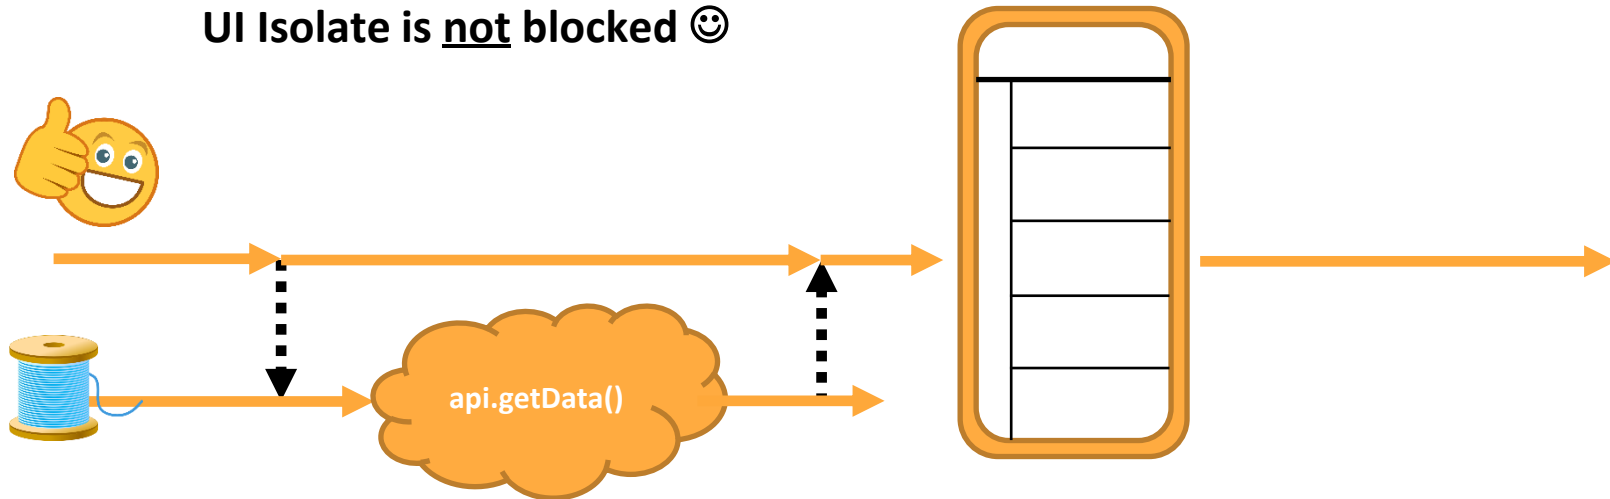 UI Isolate is not blocked ☺
api.getData()